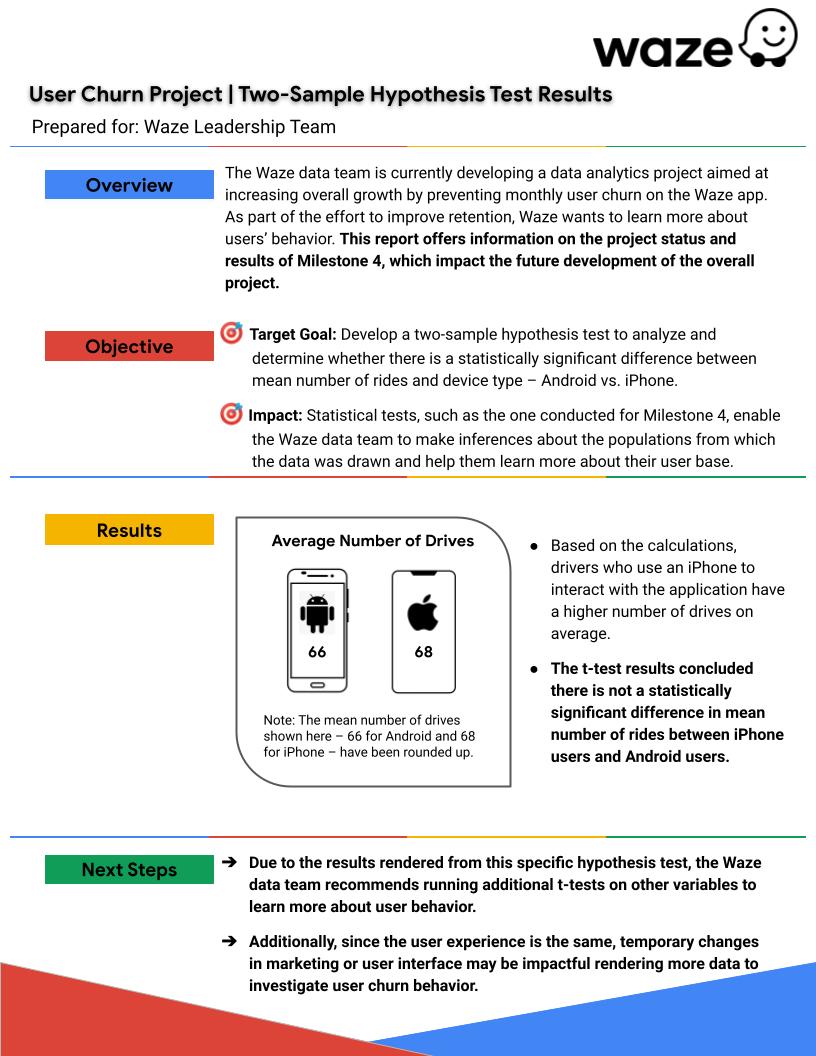 waze
User Churn Project | Two-Sample Hypothesis Test Results
Prepared for: Waze Leadership Team
Overview
The Waze data team is currently developing a data analytics project aimed at
increasing overall growth by preventing monthly user churn on the Waze app.
As part of the effort to improve retention, Waze wants to learn more about
users’ behavior. This report offers information on the project status and
results of Milestone 4, which impact the future development of the overall
project.
Objective
Target Goal: Develop a two-sample hypothesis test to analyze and
determine whether there is a statistically significant difference between
mean number of rides and device type – Android vs. iPhone.
Impact: Statistical tests, such as the one conducted for Milestone 4, enable
the Waze data team to make inferences about the populations from which
the data was drawn and help them learn more about their user base.
Results
Average Number of Drives
66
68
Note: The mean number of drives
shown here – 66 for Android and 68
for iPhone – have been rounded up.
● Based on the calculations,
drivers who use an iPhone to
interact with the application have
a higher number of drives on
average.
● The t-test results concluded
there is not a statistically
significant difference in mean
number of rides between iPhone
users and Android users.
Next Steps
➔ Due to the results rendered from this specific hypothesis test, the Waze
data team recommends running additional t-tests on other variables to
learn more about user behavior.
➔ Additionally, since the user experience is the same, temporary changes
in marketing or user interface may be impactful rendering more data to
investigate user churn behavior.